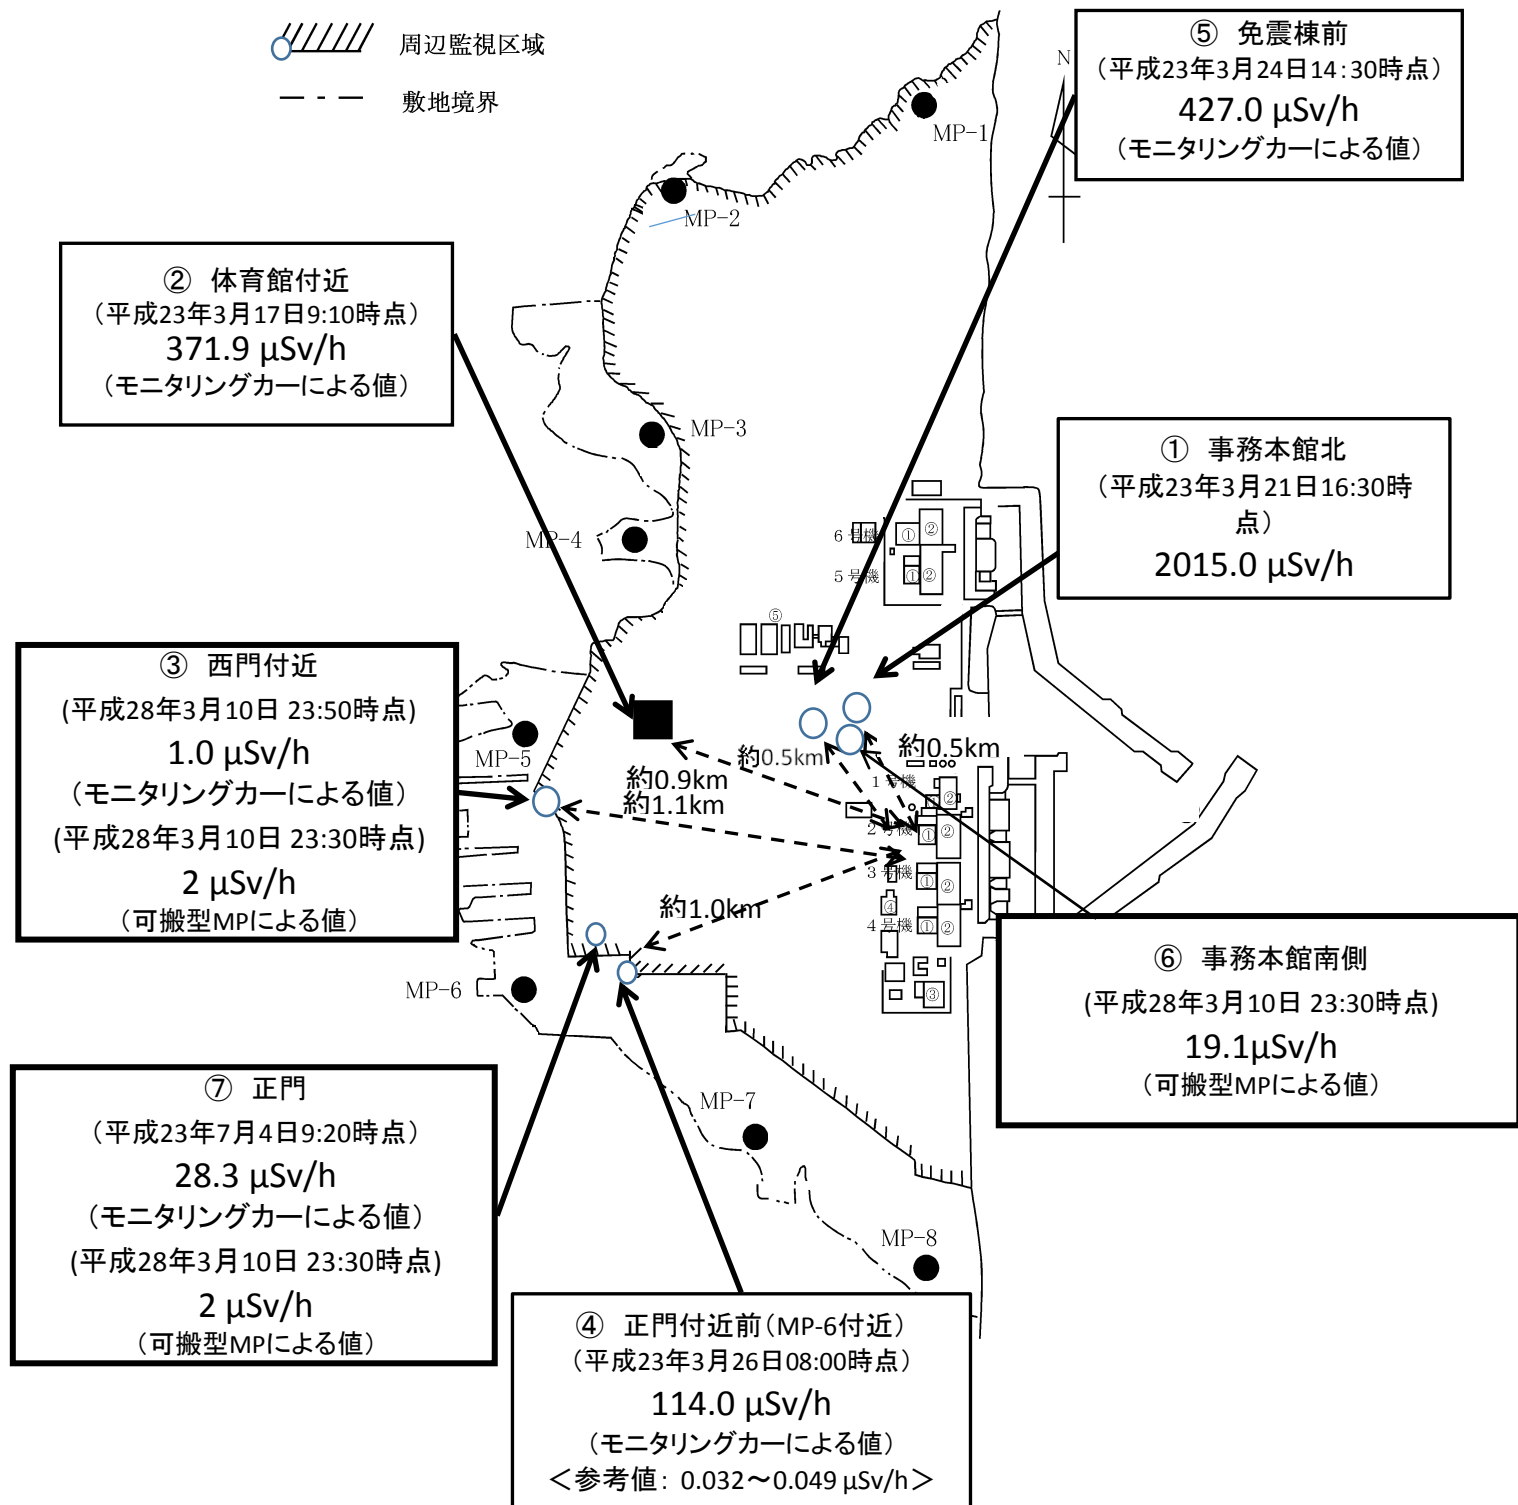 周辺監視区域
敷地境界
N
⑤ 免震棟前
（平成23年3月24日14:30時点）
427.0 µSv/h
（モニタリングカーによる値）
MP-1
MP-2
② 体育館付近
（平成23年3月17日9:10時点）
371.9 µSv/h
（モニタリングカーによる値）
MP-3
MP-4
① 事務本館北
（平成23年3月21日16:30時
点）
2015.0 µSv/h
6号機
①
②
5号機
①
②
⑤
③ 西門付近
(平成28年3月10日 23:50時点)
1.0 µSv/h
（モニタリングカーによる値）
(平成28年3月10日 23:30時点)
2 µSv/h
（可搬型MPによる値）
MP-5
約0.5km
約0.5km
約0.9km
約1.1km
1号機
①
②
2号機
①
②
3号機
①
②
④
4号機
①
②
③
約1.0km
MP-6
⑥ 事務本館南側
(平成28年3月10日 23:30時点)
19.1µSv/h
（可搬型MPによる値）
⑦ 正門
（平成23年7月4日9:20時点）
28.3 µSv/h
（モニタリングカーによる値）
(平成28年3月10日 23:30時点)
2 µSv/h
（可搬型MPによる値）
MP-7
MP-8
④ 正門付近前（MP-6付近）
（平成23年3月26日08:00時点）
114.0 µSv/h
（モニタリングカーによる値）
＜参考値： 0.032～0.049 µSv/h＞